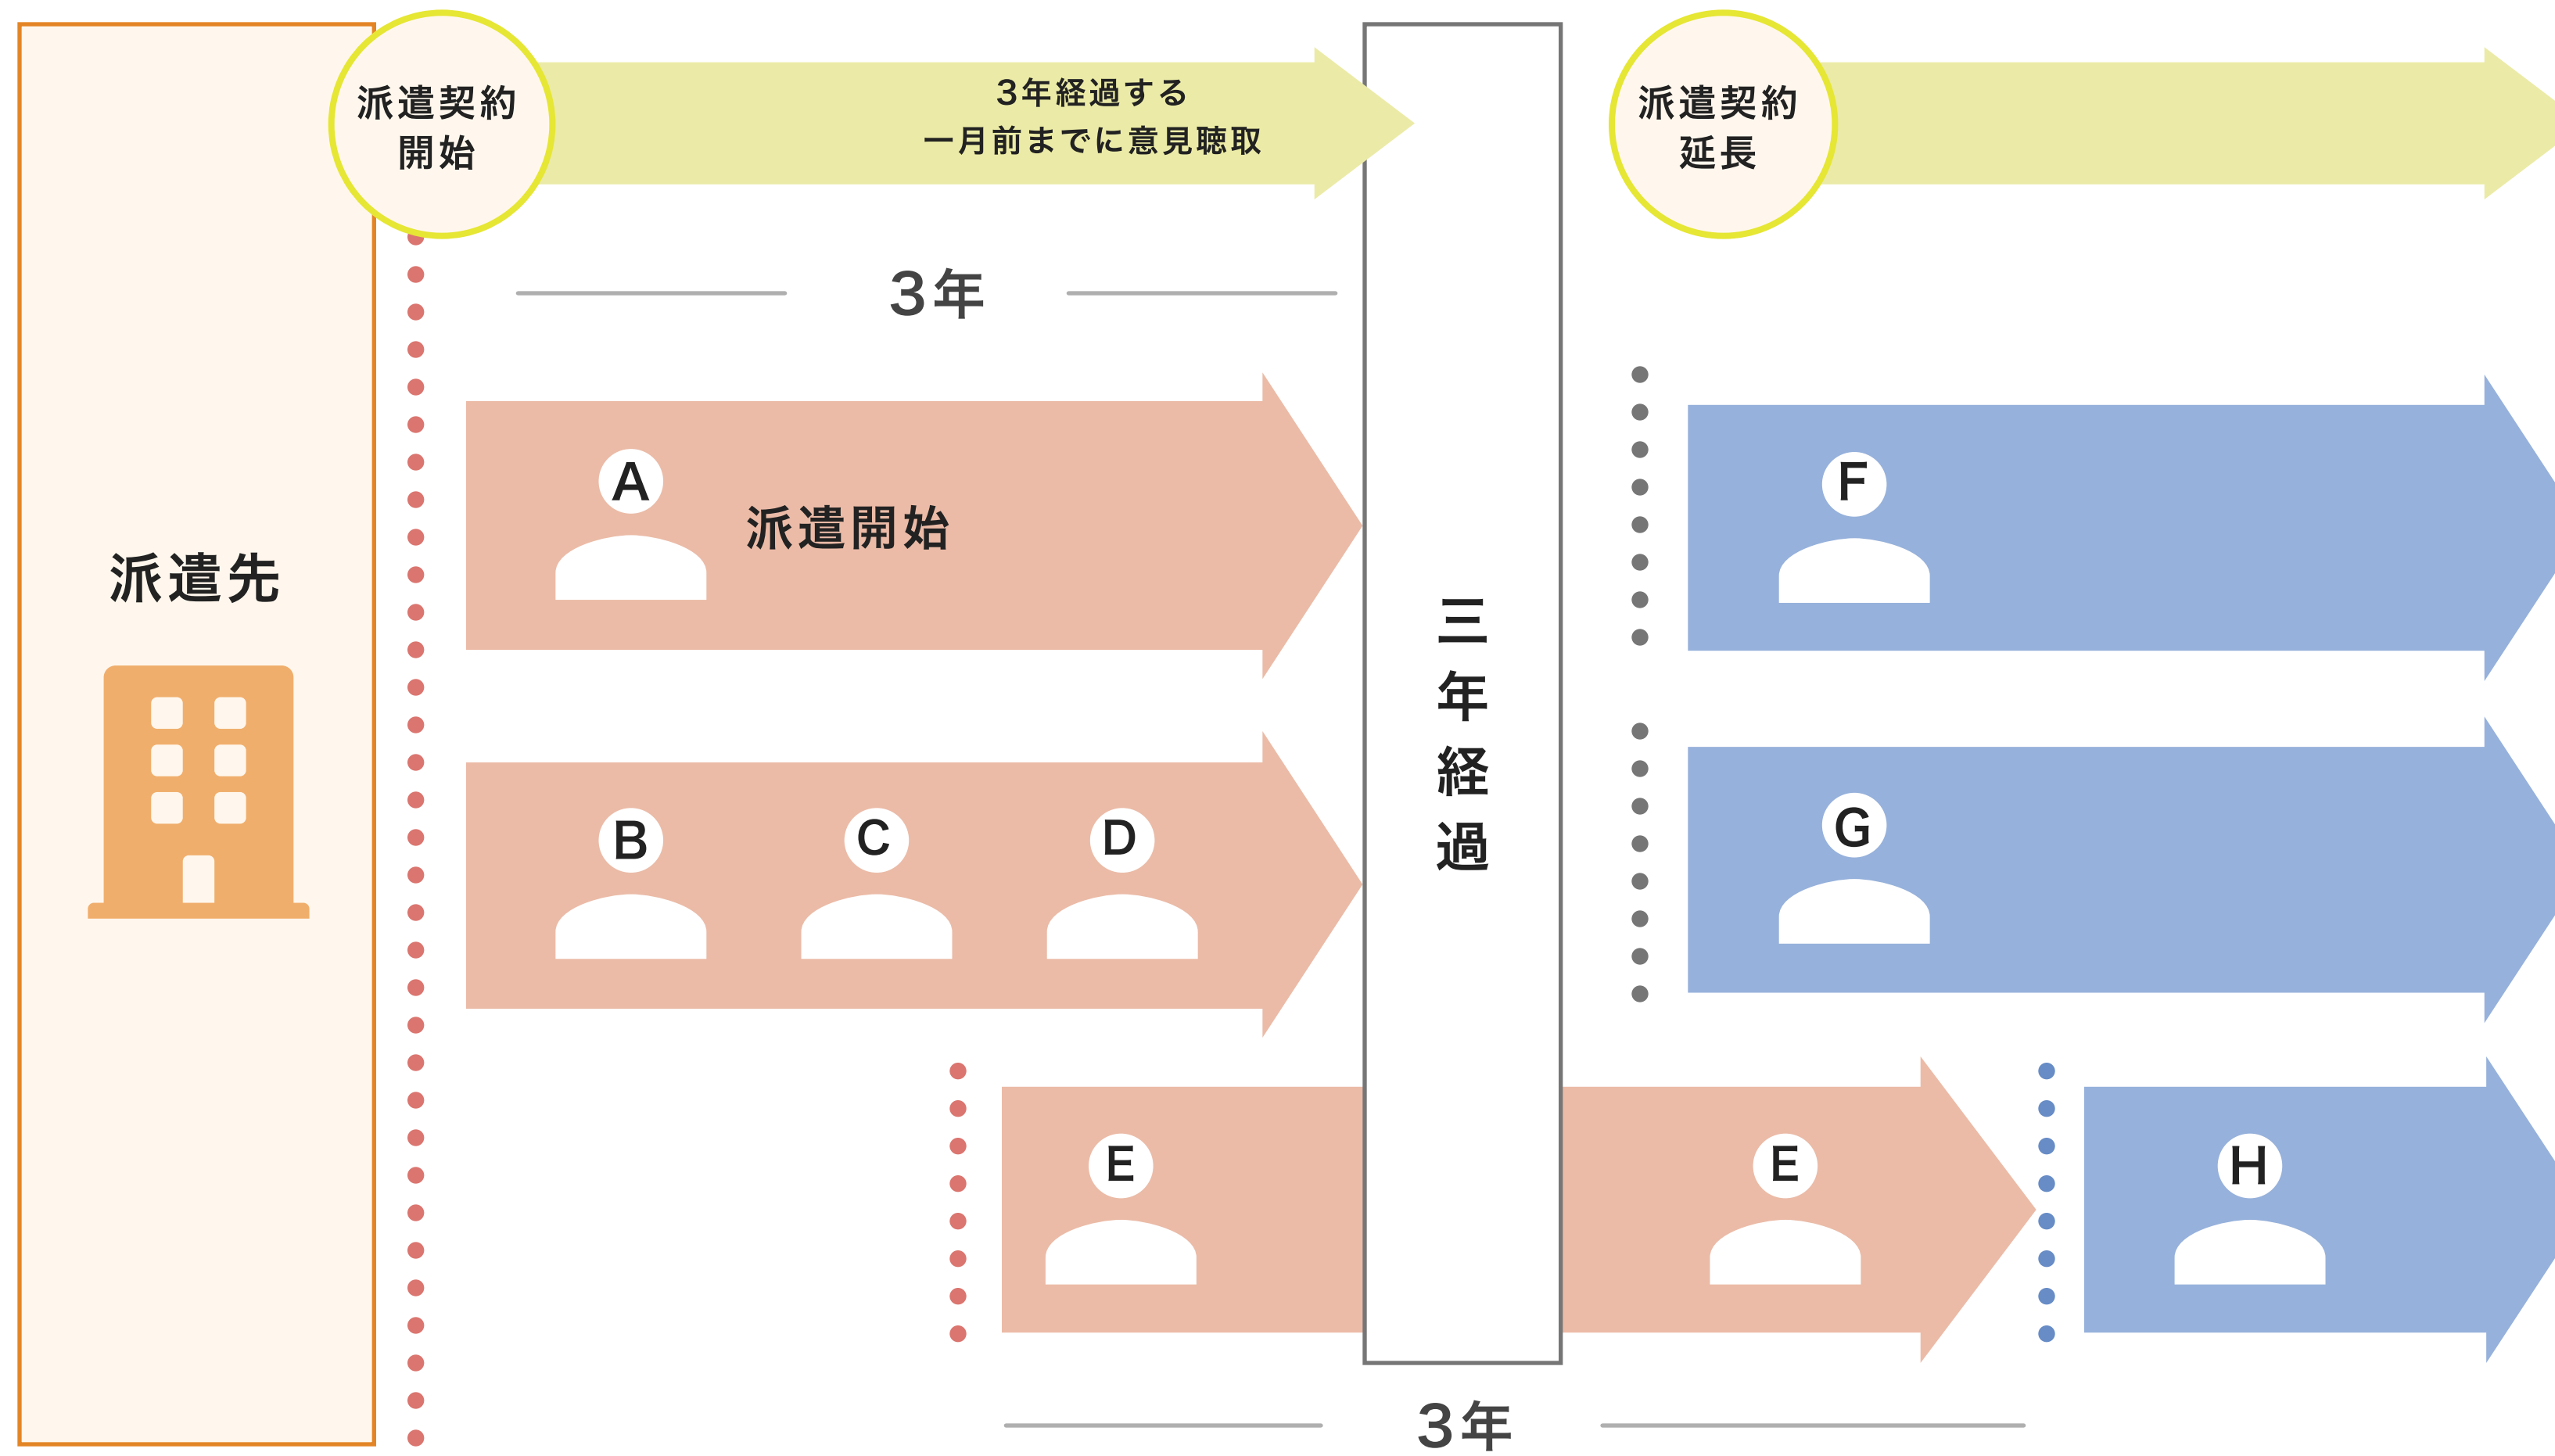 派遣契約
開始
3年経過する
一月前までに意見聴取
派遣契約
延長
3年
派遣先
A
派遣開始
F
三年経過
B
C
D
G
E
E
H
3年